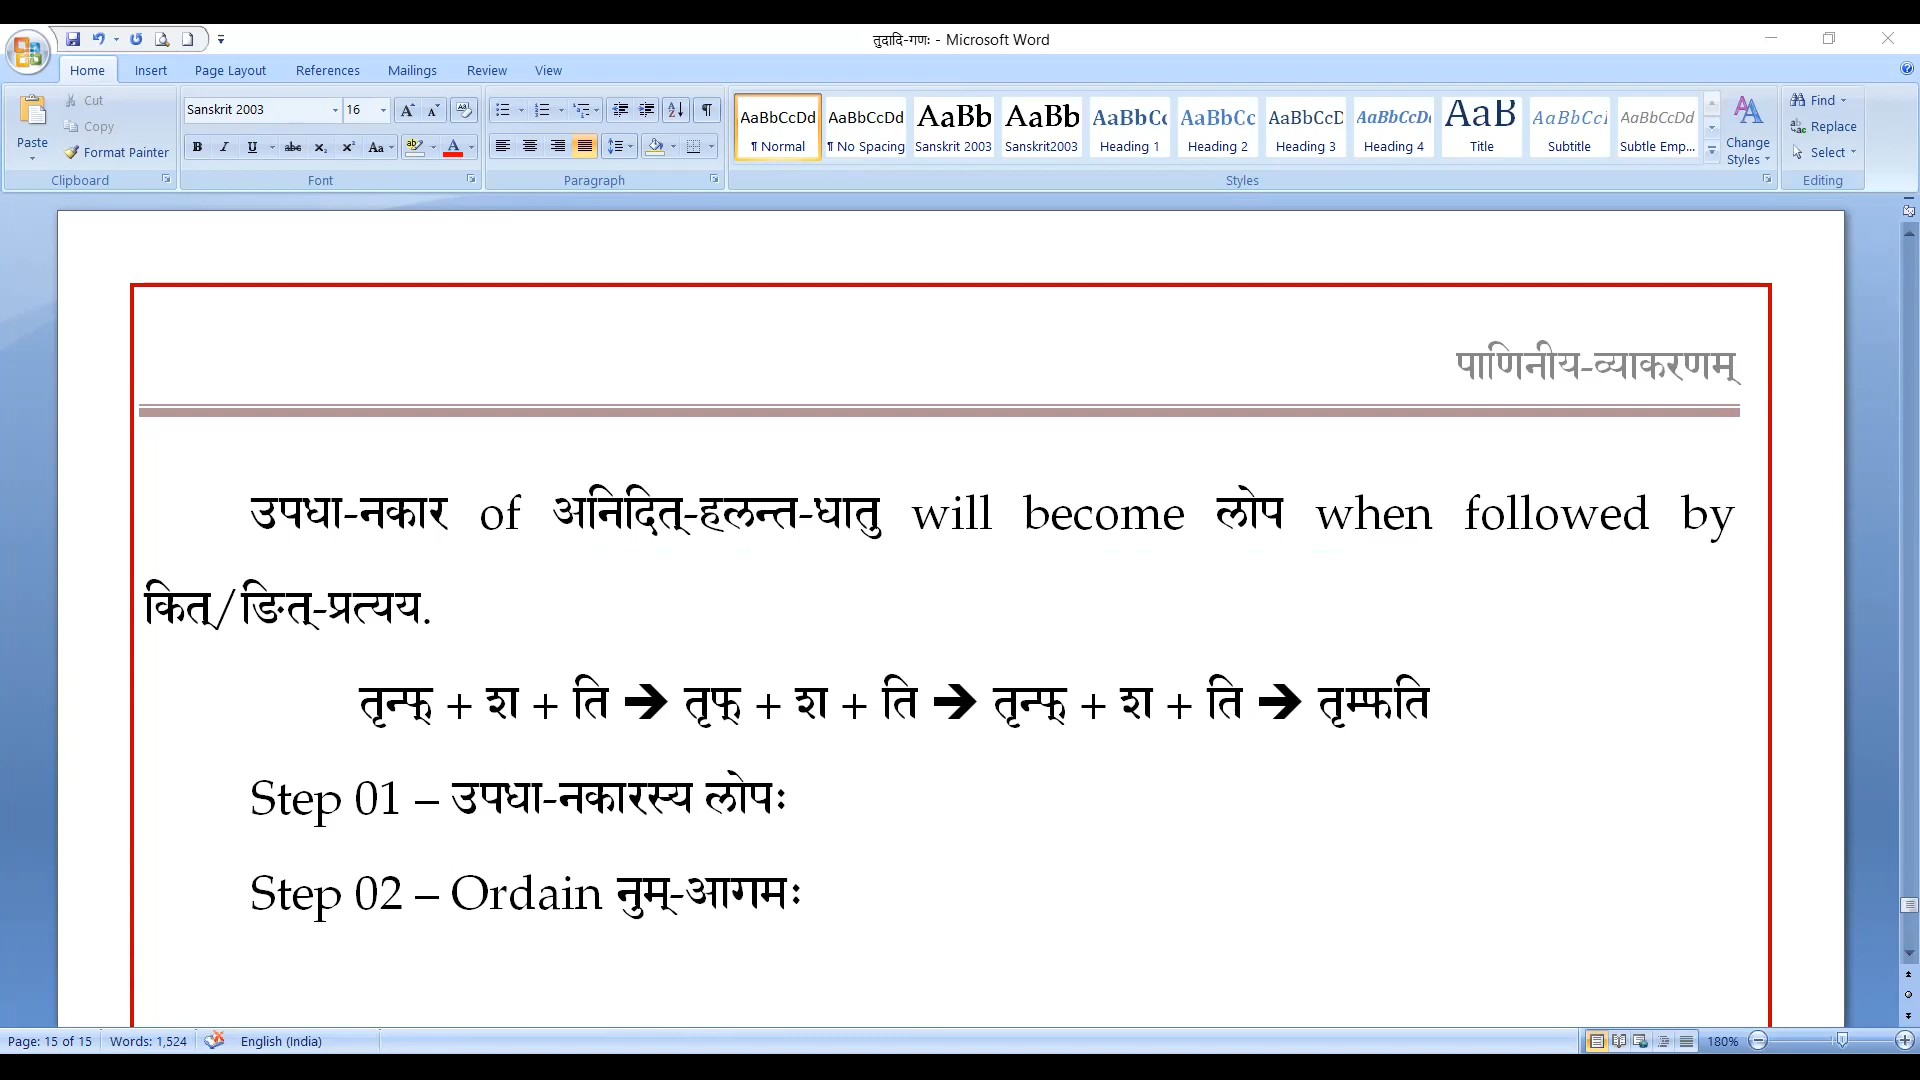 तुदादि-गणः - Microsoft Word
Home Insert Page Layout References Mailings Review View
Paste
Cut
Copy
Format Painter
Clipboard
Sanskrit 2003 16
Font
Paragraph
AaBbCcDd AaBbCcDd AaBb AaBb AaBbCc AaBbCc AaBbCcD AaBbCcDı AaB AaBbCcl AaBbCcDd
¶ Normal ¶ No Spacing Sanskrit 2003 Sanskrit2003 Heading 1 Heading 2 Heading 3 Heading 4 Title Subtitle Subtle Emp...
Change Styles
Styles
Find
Replace
Select
Editing
पाणिनीय-व्याकरणम्
उपधा-नकार of अनिदित्-हलन्त-धातु will become लोप when followed by
कित्/ङित्-प्रत्यय.
तृन्फ् + श + ति ➔ तृफ् + श + ति ➔ तृन्फ् + श + ति ➔ तृम्फति
Step 01 – उपधा-नकारस्य लोपः
Step 02 – Ordain नुम्-आगमः
Page: 15 of 15 Words: 1,524 English (India) 180%